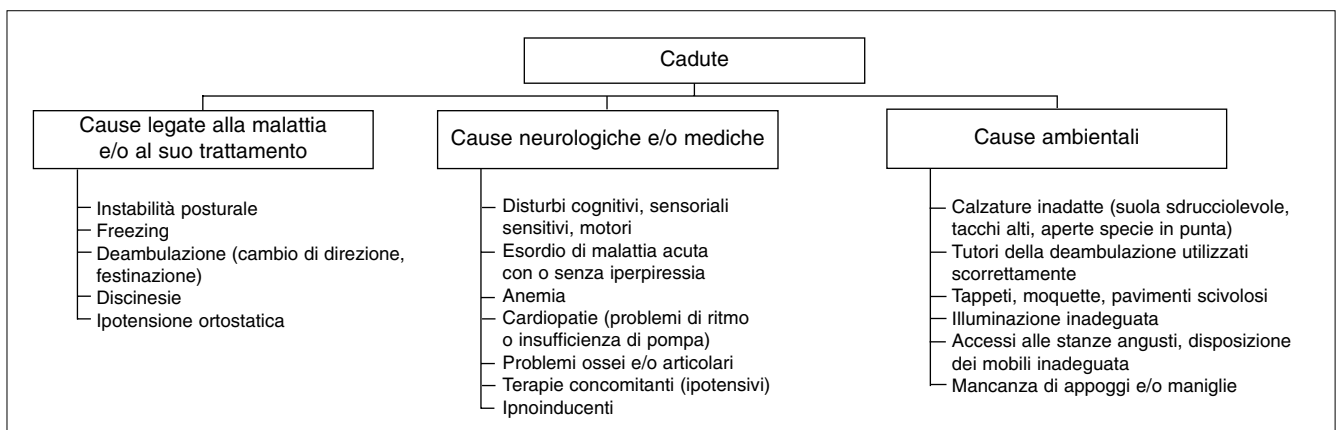 Cadute
Cause legate alla malattia
e/o al suo trattamento
Instabilità posturale
Freezing
Deambulazione (cambio di direzione,
festinazione)
Discinesie
Ipotensione ortostatica
Cause neurologiche e/o mediche
Disturbi cognitivi, sensoriali
sensitivi, motori
Esordio di malattia acuta
con o senza iperpiressia
Anemia
Cardiopatie (problemi di ritmo
o insufficienza di pompa)
Problemi ossei e/o articolari
Terapie concomitanti (ipotensivi)
Ipnoinducenti
Cause ambientali
Calzature inadatte (suola sdrucciolevole,
tacchi alti, aperte specie in punta)
Tutori della deambulazione utilizzati
scorrettamente
Tappeti, moquette, pavimenti scivolosi
Illuminazione inadeguata
Accessi alle stanze angusti, disposizione
dei mobili inadeguata
Mancanza di appoggi e/o maniglie